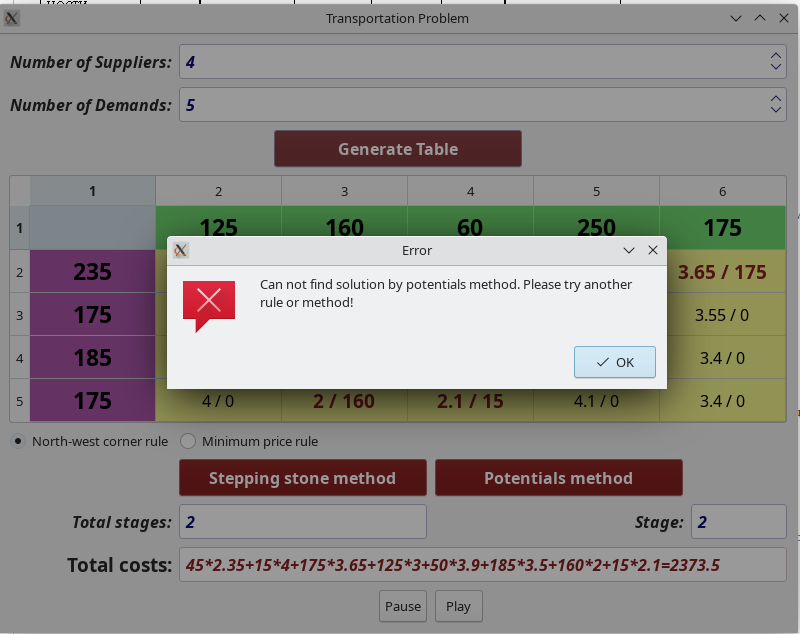 Transportation Problem
Number of Suppliers: 4
Number of Demands: 5
Generate Table
1 2 3 4 5 6
1 125 160 60 250 175
Error
2 235 3.65 / 175
Can not find solution by potentials method. Please try another
rule or method!
3 175 3.55 / 0
4 185 3.4 / 0
OK
5 175 4 / 0 2 / 160 2.1 / 15 4.1 / 0 3.4 / 0
North-west corner rule Minimum price rule
Stepping stone method Potentials method
Total stages: 2 Stage: 2
Total costs: 45*2.35+15*4+175*3.65+125*3+50*3.9+185*3.5+160*2+15*2.1=2373.5
Pause Play